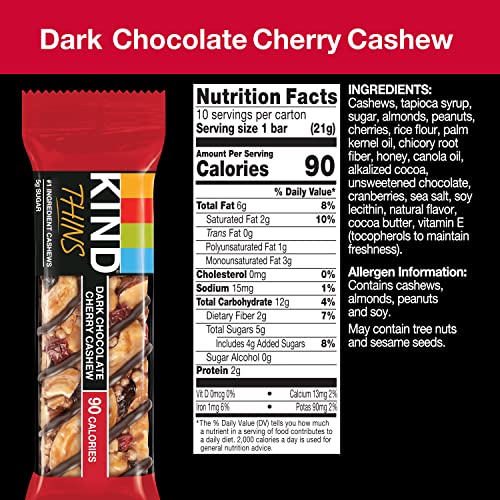 Dark Chocolate Cherry Cashew
#1 INGREDIENT CASHEWS
5g SUGAR
KIND
THINS
DARK CHOCOLATE
CHERRY CASHEW
90 CALORIES
Nutrition Facts
10 servings per carton
Serving size 1 bar (21g)
Amount Per Serving
Calories 90
% Daily Value*
Total Fat 6g 8%
Saturated Fat 2g 10%
Trans Fat 0g
Polyunsaturated Fat 1g
Monounsaturated Fat 3g
Cholesterol 0mg 0%
Sodium 15mg 1%
Total Carbohydrate 12g 4%
Dietary Fiber 2g 7%
Total Sugars 5g
Includes 4g Added Sugars 8%
Sugar Alcohol 0g
Protein 2g
Vit D 0mcg 0% • Calcium 13mg 2%
Iron 1mg 6% • Potas 90mg 2%
*The % Daily Value (DV) tells you how much
a nutrient in a serving of food contributes to
a daily diet. 2,000 calories a day is used for
general nutrition advice.
INGREDIENTS:
Cashews, tapioca syrup,
sugar, almonds, peanuts,
cherries, rice flour, palm
kernel oil, chicory root
fiber, honey, canola oil,
alkalized cocoa,
unsweetened chocolate,
cranberries, sea salt, soy
lecithin, natural flavor,
cocoa butter, vitamin E
(tocopherols to maintain
freshness).
Allergen Information:
Contains cashews,
almonds, peanuts
and soy.
May contain tree nuts
and sesame seeds.